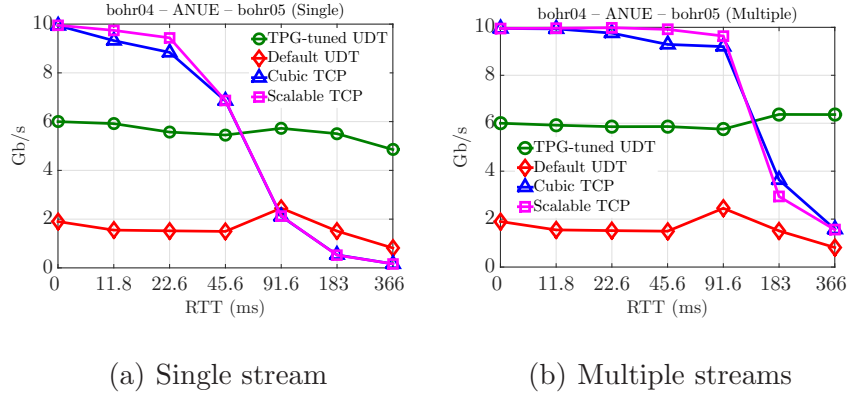 bohr04 – ANUE – bohr05 (Single)
10
8
6
4
2
0
Gb/s
TPG-tuned UDT
Default UDT
Cubic TCP
Scalable TCP
0 11.8 22.6 45.6 91.6 183 366
RTT (ms)
(a) Single stream
bohr04 – ANUE – bohr05 (Multiple)
10
8
6
4
2
0
Gb/s
TPG-tuned UDT
Default UDT
Cubic TCP
Scalable TCP
0 11.8 22.6 45.6 91.6 183 366
RTT (ms)
(b) Multiple streams